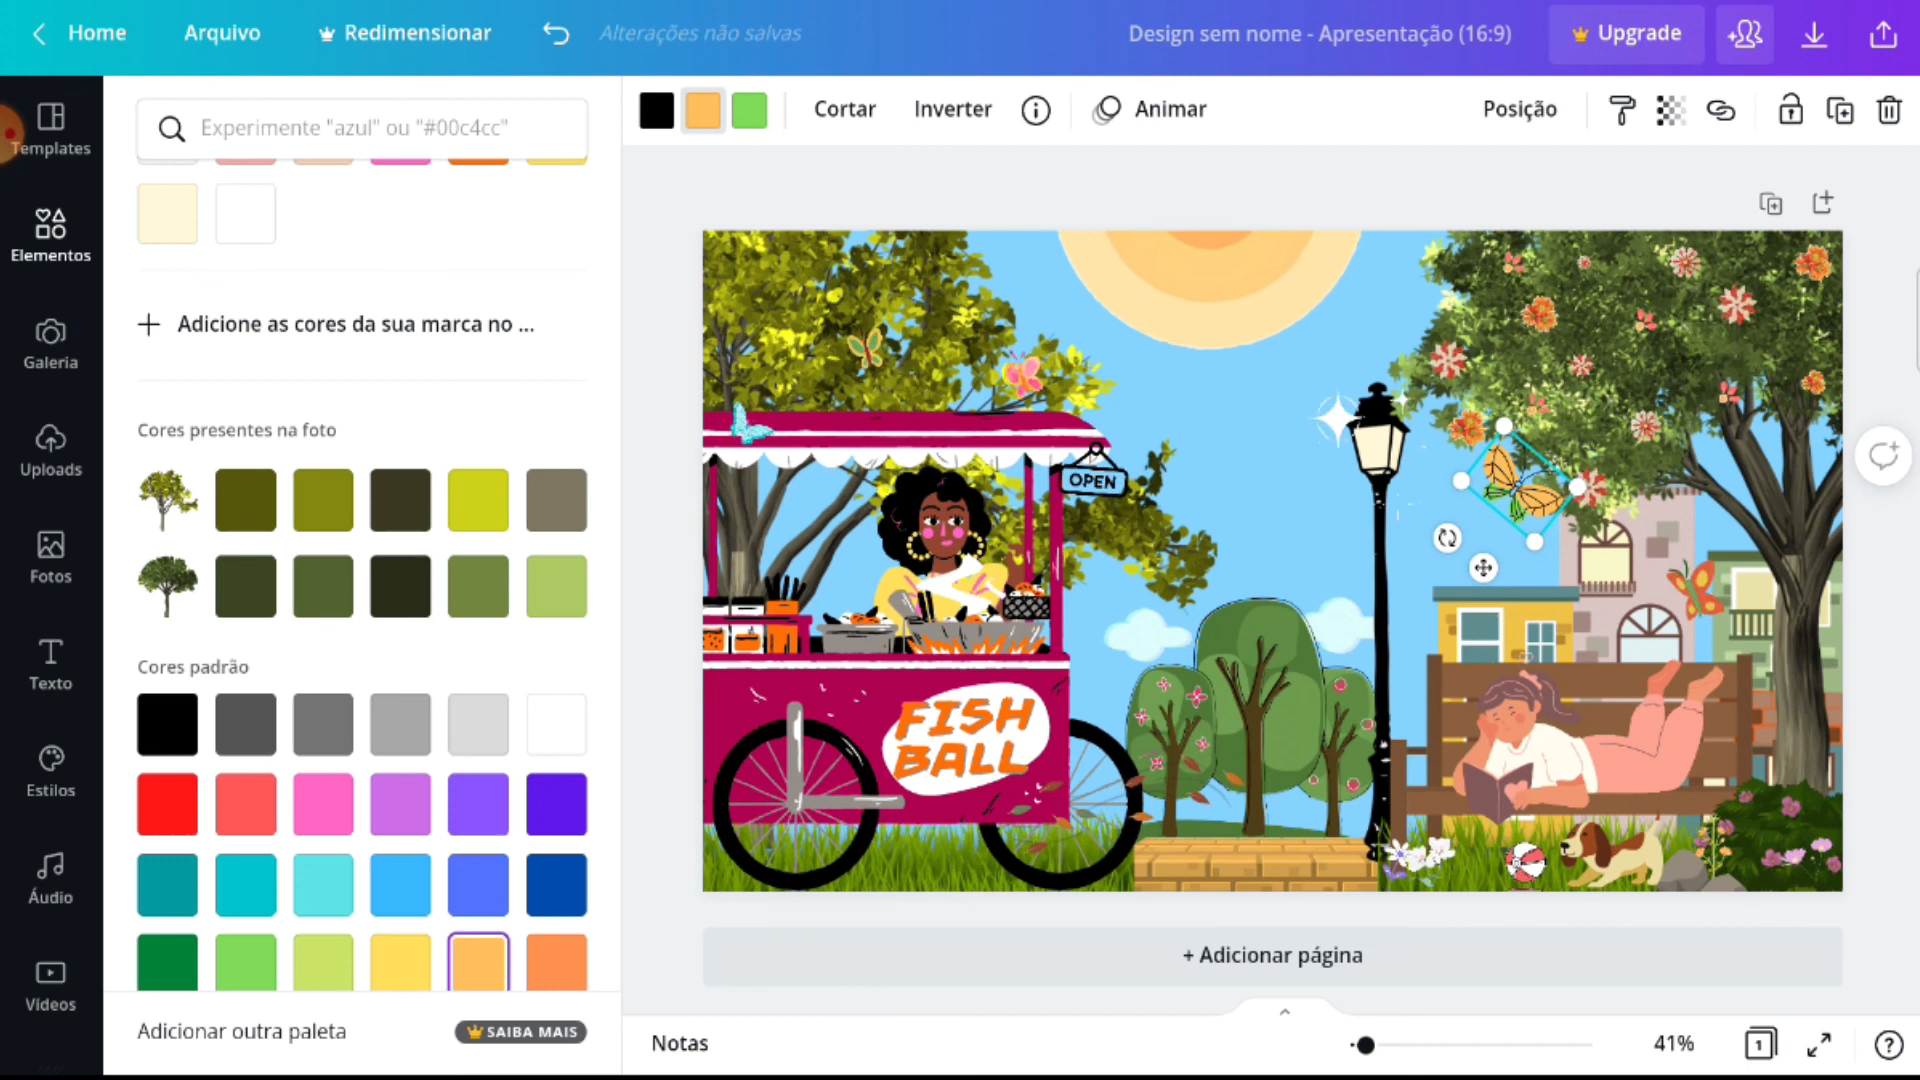 Home
Arquivo
Redimensionar
Alterações não salvas
Design sem nome - Apresentação (16:9)
Upgrade
Templates
Elementos
Galeria
Uploads
Fotos
Texto
Estilos
Áudio
Vídeos
Experimente "azul" ou "#00c4cc"
Adicione as cores da sua marca no ...
Cores presentes na foto
Cores padrão
Adicionar outra paleta
SAIBA MAIS
Cortar
Inverter
Animar
Posição
OPEN
FISH
BALL
+ Adicionar página
Notas
41%
1